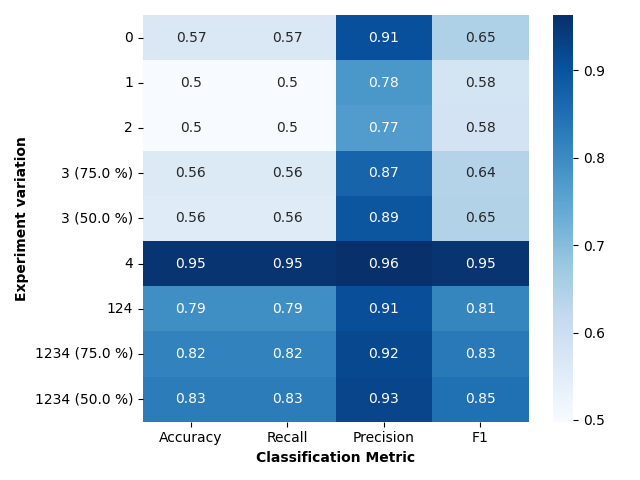 0 0.57 0.57 0.91 0.65
1 0.5 0.5 0.78 0.58
2 0.5 0.5 0.77 0.58
3 (75.0 %) 0.56 0.56 0.87 0.64
3 (50.0 %) 0.56 0.56 0.89 0.65
4 0.95 0.95 0.96 0.95
124 0.79 0.79 0.91 0.81
1234 (75.0 %) 0.82 0.82 0.92 0.83
1234 (50.0 %) 0.83 0.83 0.93 0.85
Accuracy Recall Precision F1
Classification Metric
Experiment variation
0.9
0.8
0.7
0.6
0.5